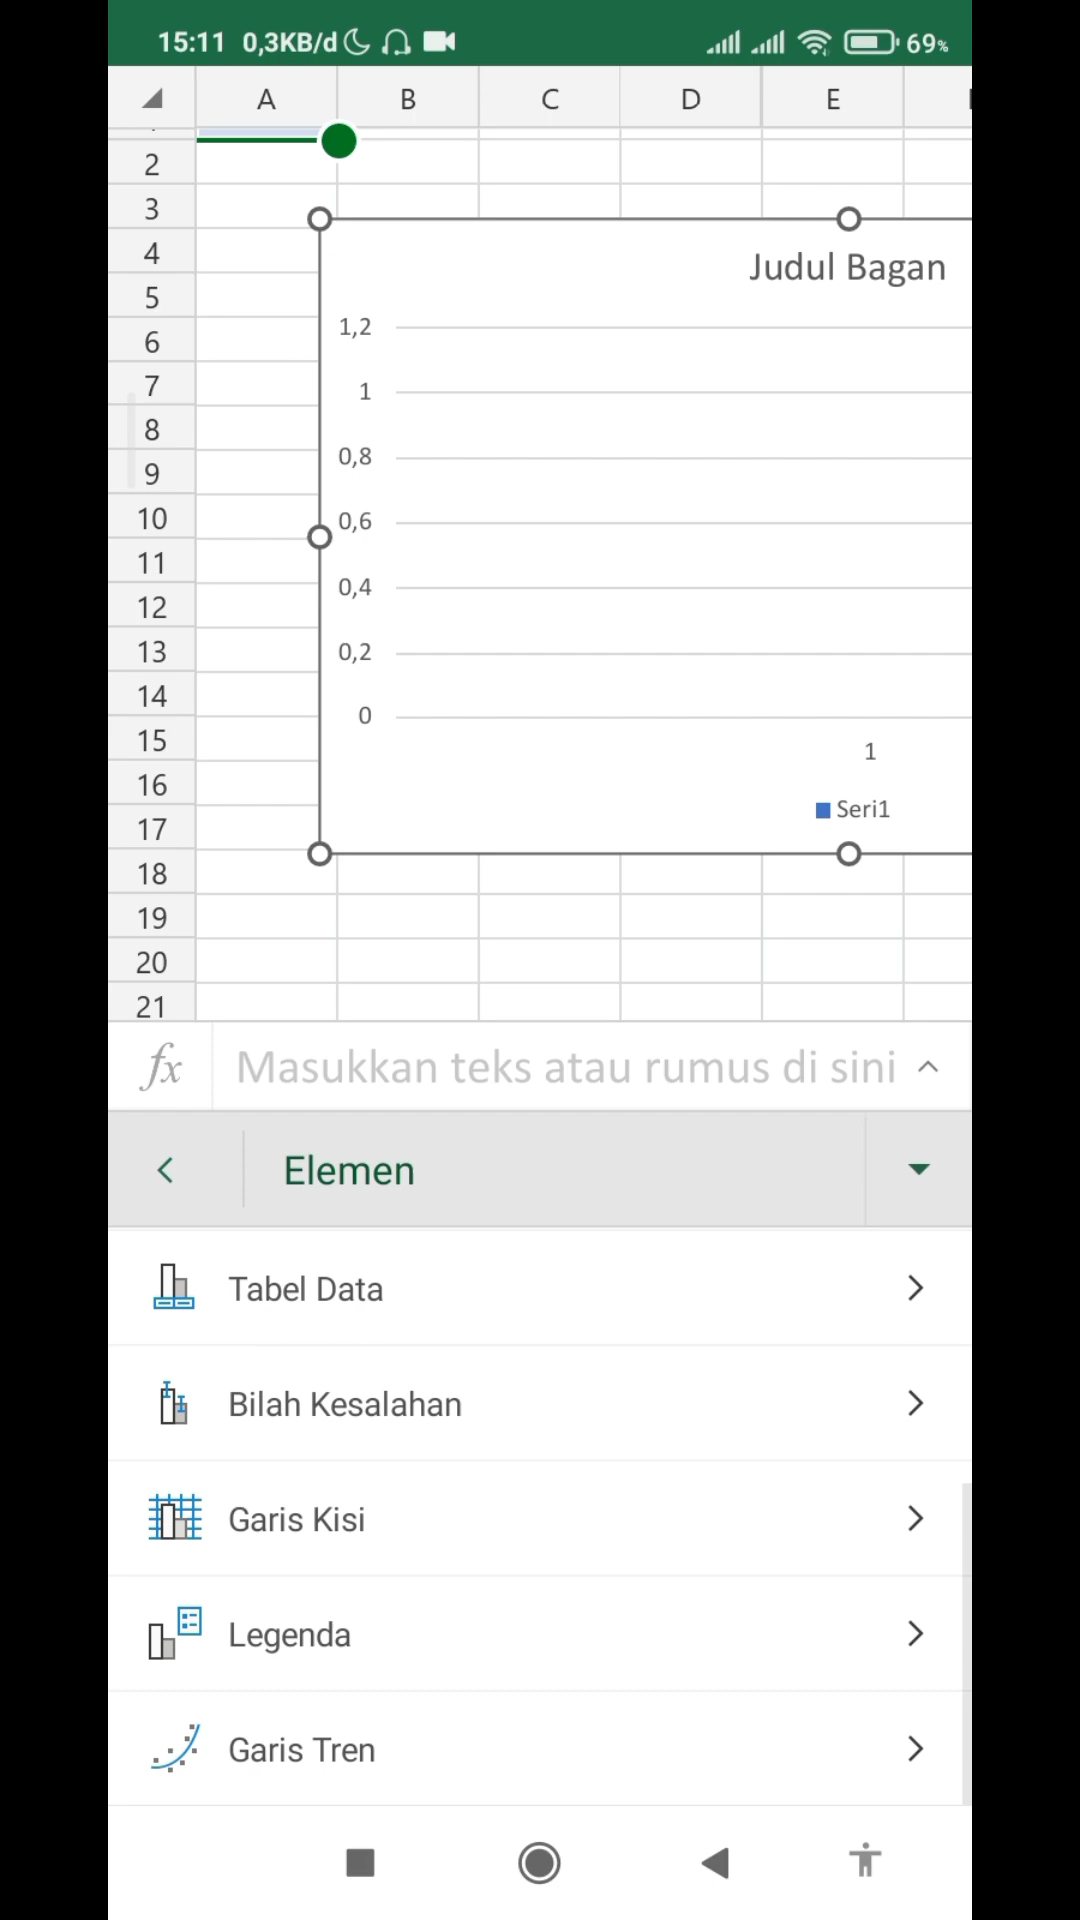 15:11 0,3KB/d 69%
A B C D E
2
3
4
5
6
7
8
9
10
11
12
13
14
15
16
17
18
19
20
21
Judul Bagan
1,2
1
0,8
0,6
0,4
0,2
0
1
Seri1
fx Masukkan teks atau rumus di sini
Elemen
Tabel Data
Bilah Kesalahan
Garis Kisi
Legenda
Garis Tren